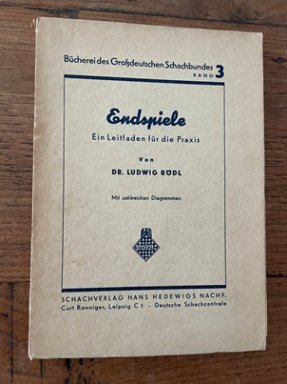 Bücherei des Großdeutschen Schachbundes
BAND 3
Endspiele
Ein Leitfaden für die Praxis
Von
DR. LUDWIG RÖDL
Mit zahlreichen Diagrammen
SCHACHVERLAG HANS HEDEWIGS NACHF.
Curt Ronniger, Leipzig C 1 - Deutsche Schachzentrale